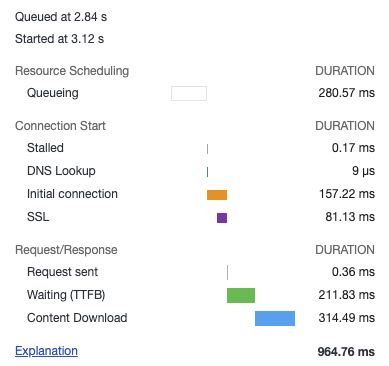 Queued at 2.84 s
Started at 3.12 s
Resource Scheduling DURATION
Queueing 280.57 ms
Connection Start DURATION
Stalled 0.17 ms
DNS Lookup 9 μs
Initial connection 157.22 ms
SSL 81.13 ms
Request/Response DURATION
Request sent 0.36 ms
Waiting (TTFB) 211.83 ms
Content Download 314.49 ms
Explanation 964.76 ms